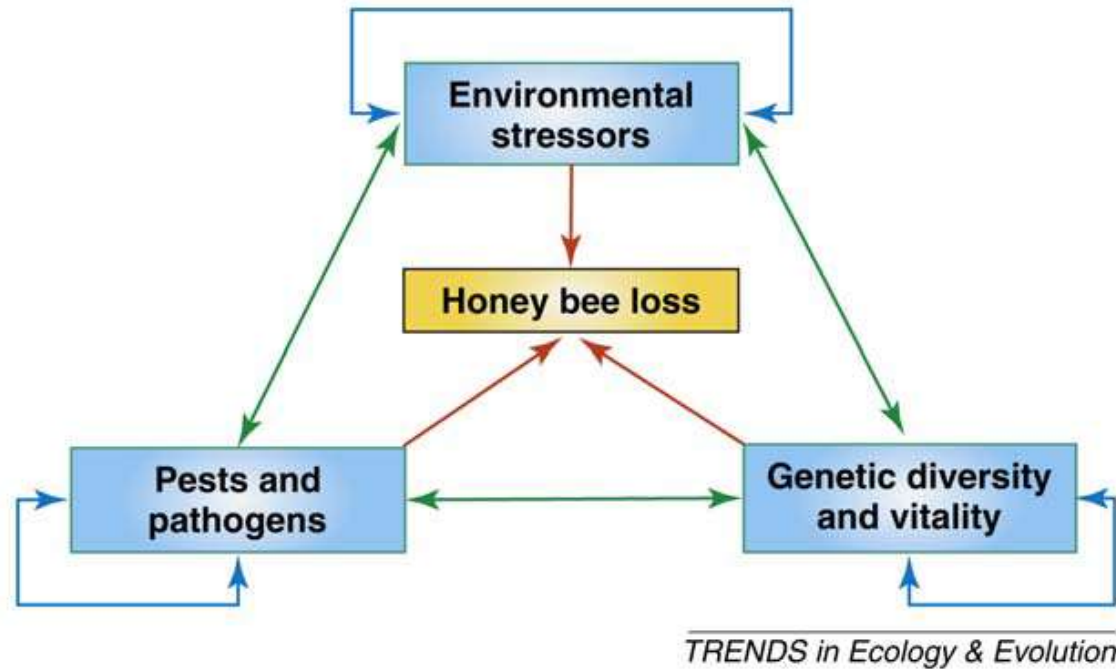 Environmental
stressors
Honey bee loss
Pests and
pathogens
Genetic diversity
and vitality
TRENDS in Ecology & Evolution